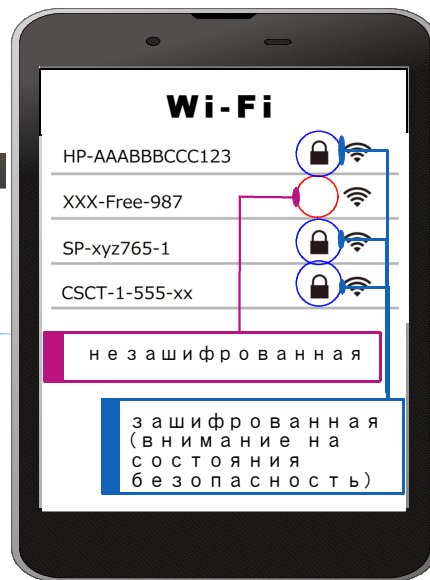 Wi-Fi
HP-AAABBBCCC123
XXX-Free-987
SP-xyz765-1
CSCT-1-555-xx
незашифрованная
зашифрованная
(внимание на
состояния
безопасность)